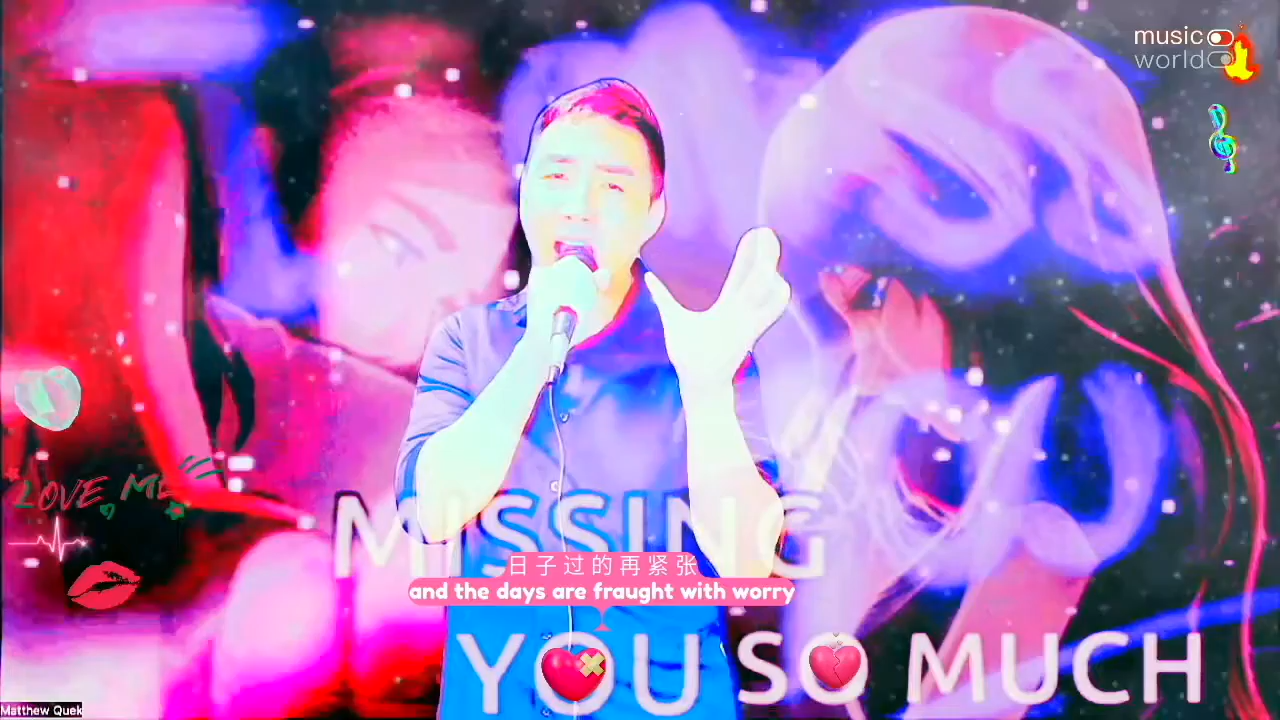 music
world
LOVE ME
MISSING
日子过的再紧张
and the days are fraught with worry
YOU SO MUCH
Matthew Quek